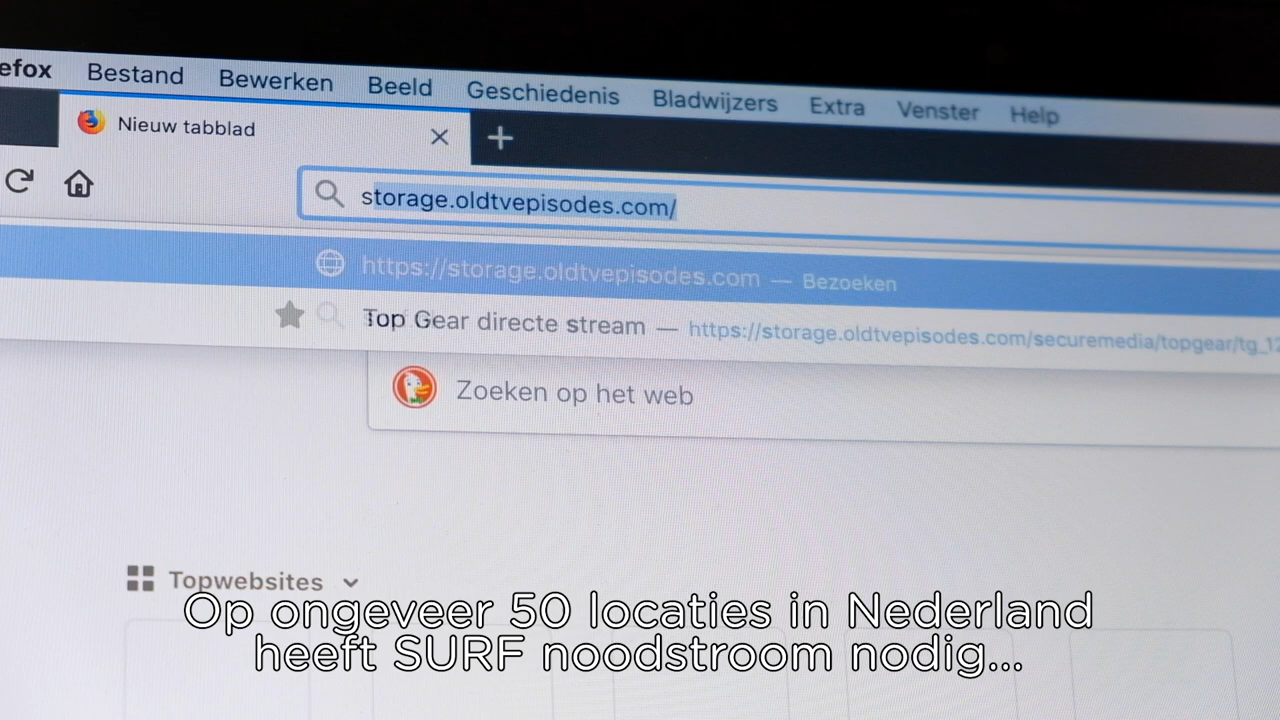 efox Bestand Bewerken Beeld Geschiedenis Bladwijzers Extra Venster Help
Nieuw tabblad
storage.oldtvepisodes.com/
https://storage.oldtvepisodes.com — Bezoeken
Top Gear directe stream — https://storage.oldtvepisodes.com/securemedia/topgear/tg_12
Zoeken op het web
Topwebsites
Op ongeveer 50 locaties in Nederland
heeft SURF noodstroom nodig...